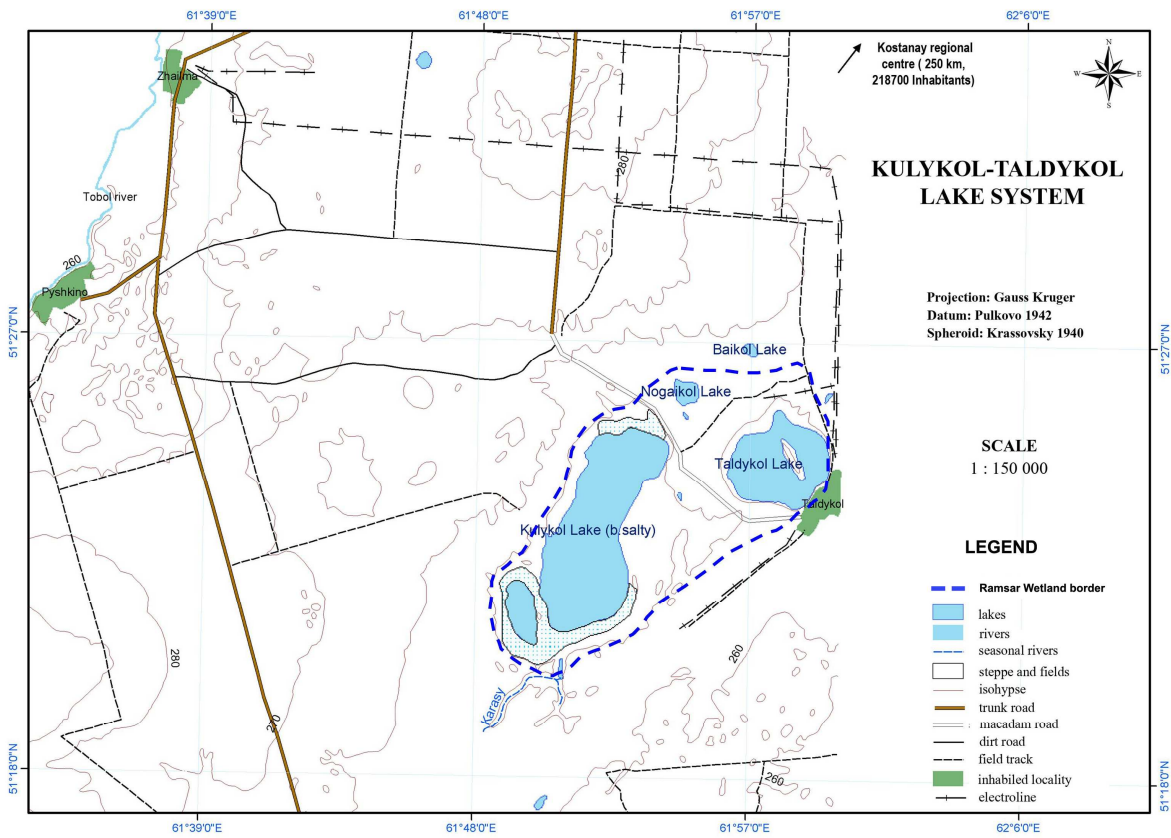 61°39'0"E
61°48'0"E
61°57'0"E
62°6'0"E
Kostanay regional
centre ( 250 km,
218700 Inhabitants)
N
W
E
S
Zhailma
KULYKOL-TALDYKOL
LAKE SYSTEM
280
Tobol river
260
Pyshkino
Projection: Gauss Kruger
Datum: Pulkovo 1942
Spheroid: Krassovsky 1940
51°27'0"N
51°27'0"N
Baikol Lake
Nogaikol Lake
SCALE
1 : 150 000
Taldykol Lake
Taldykol
Kulykol Lake (b.salty)
LEGEND
Ramsar Wetland border
lakes
rivers
seasonal rivers
steppe and fields
isohypse
trunk road
macadam road
dirt road
field track
inhabiled locality
electroline
280
260
270
Karasy
260
51°18'0"N
51°18'0"N
61°39'0"E
61°48'0"E
61°57'0"E
62°6'0"E